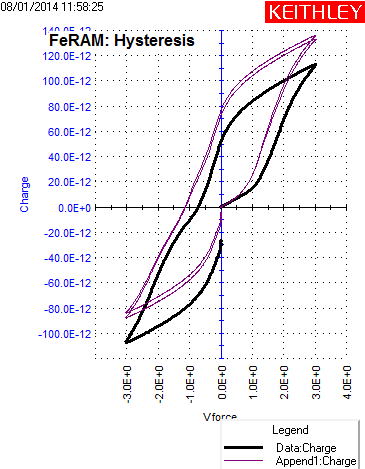 08/01/2014 11:58:25
KEITHLEY
FeRAM: Hysteresis
140.0E-12
120.0E-12
100.0E-12
80.0E-12
60.0E-12
40.0E-12
20.0E-12
0.0E+0
-20.0E-12
-40.0E-12
-60.0E-12
-80.0E-12
-100.0E-12
Charge
-3.0E+0
-2.0E+0
-1.0E+0
0.0E+0
1.0E+0
2.0E+0
3.0E+0
4.0E+0
Vforce
Legend
Data:Charge
Append1:Charge